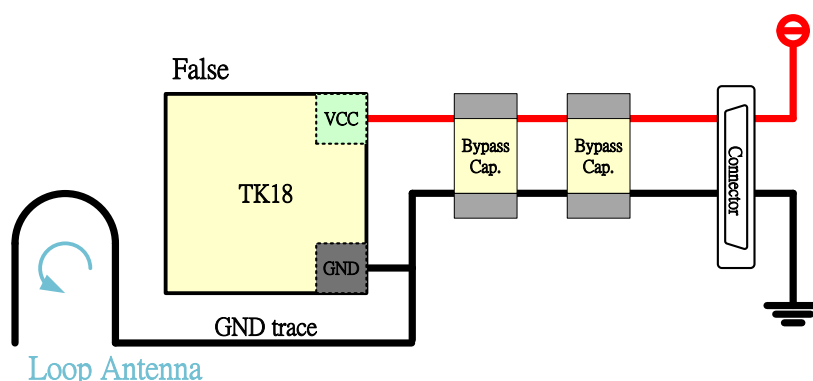 False
VCC
TK18
GND
Bypass
Cap.
Bypass
Cap.
Connector
GND trace
Loop Antenna